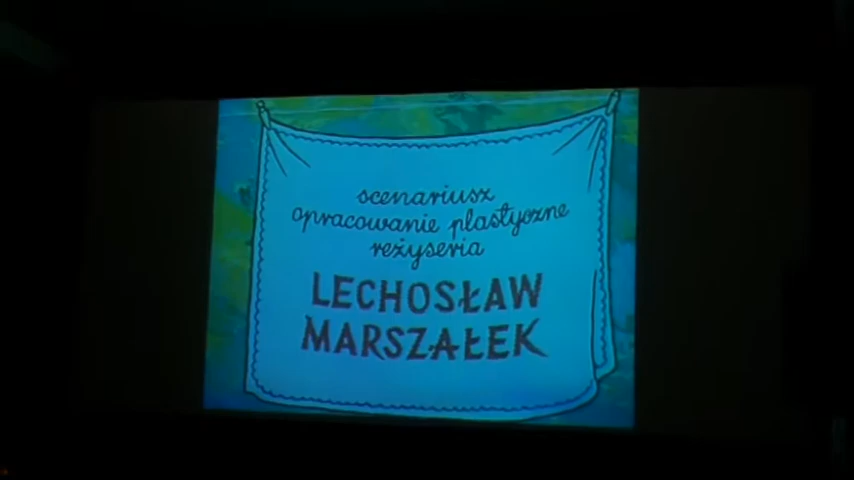 scenariusz
opracowanie plastyczne
reżyseria
LECHOSŁAW
MARSZAŁEK